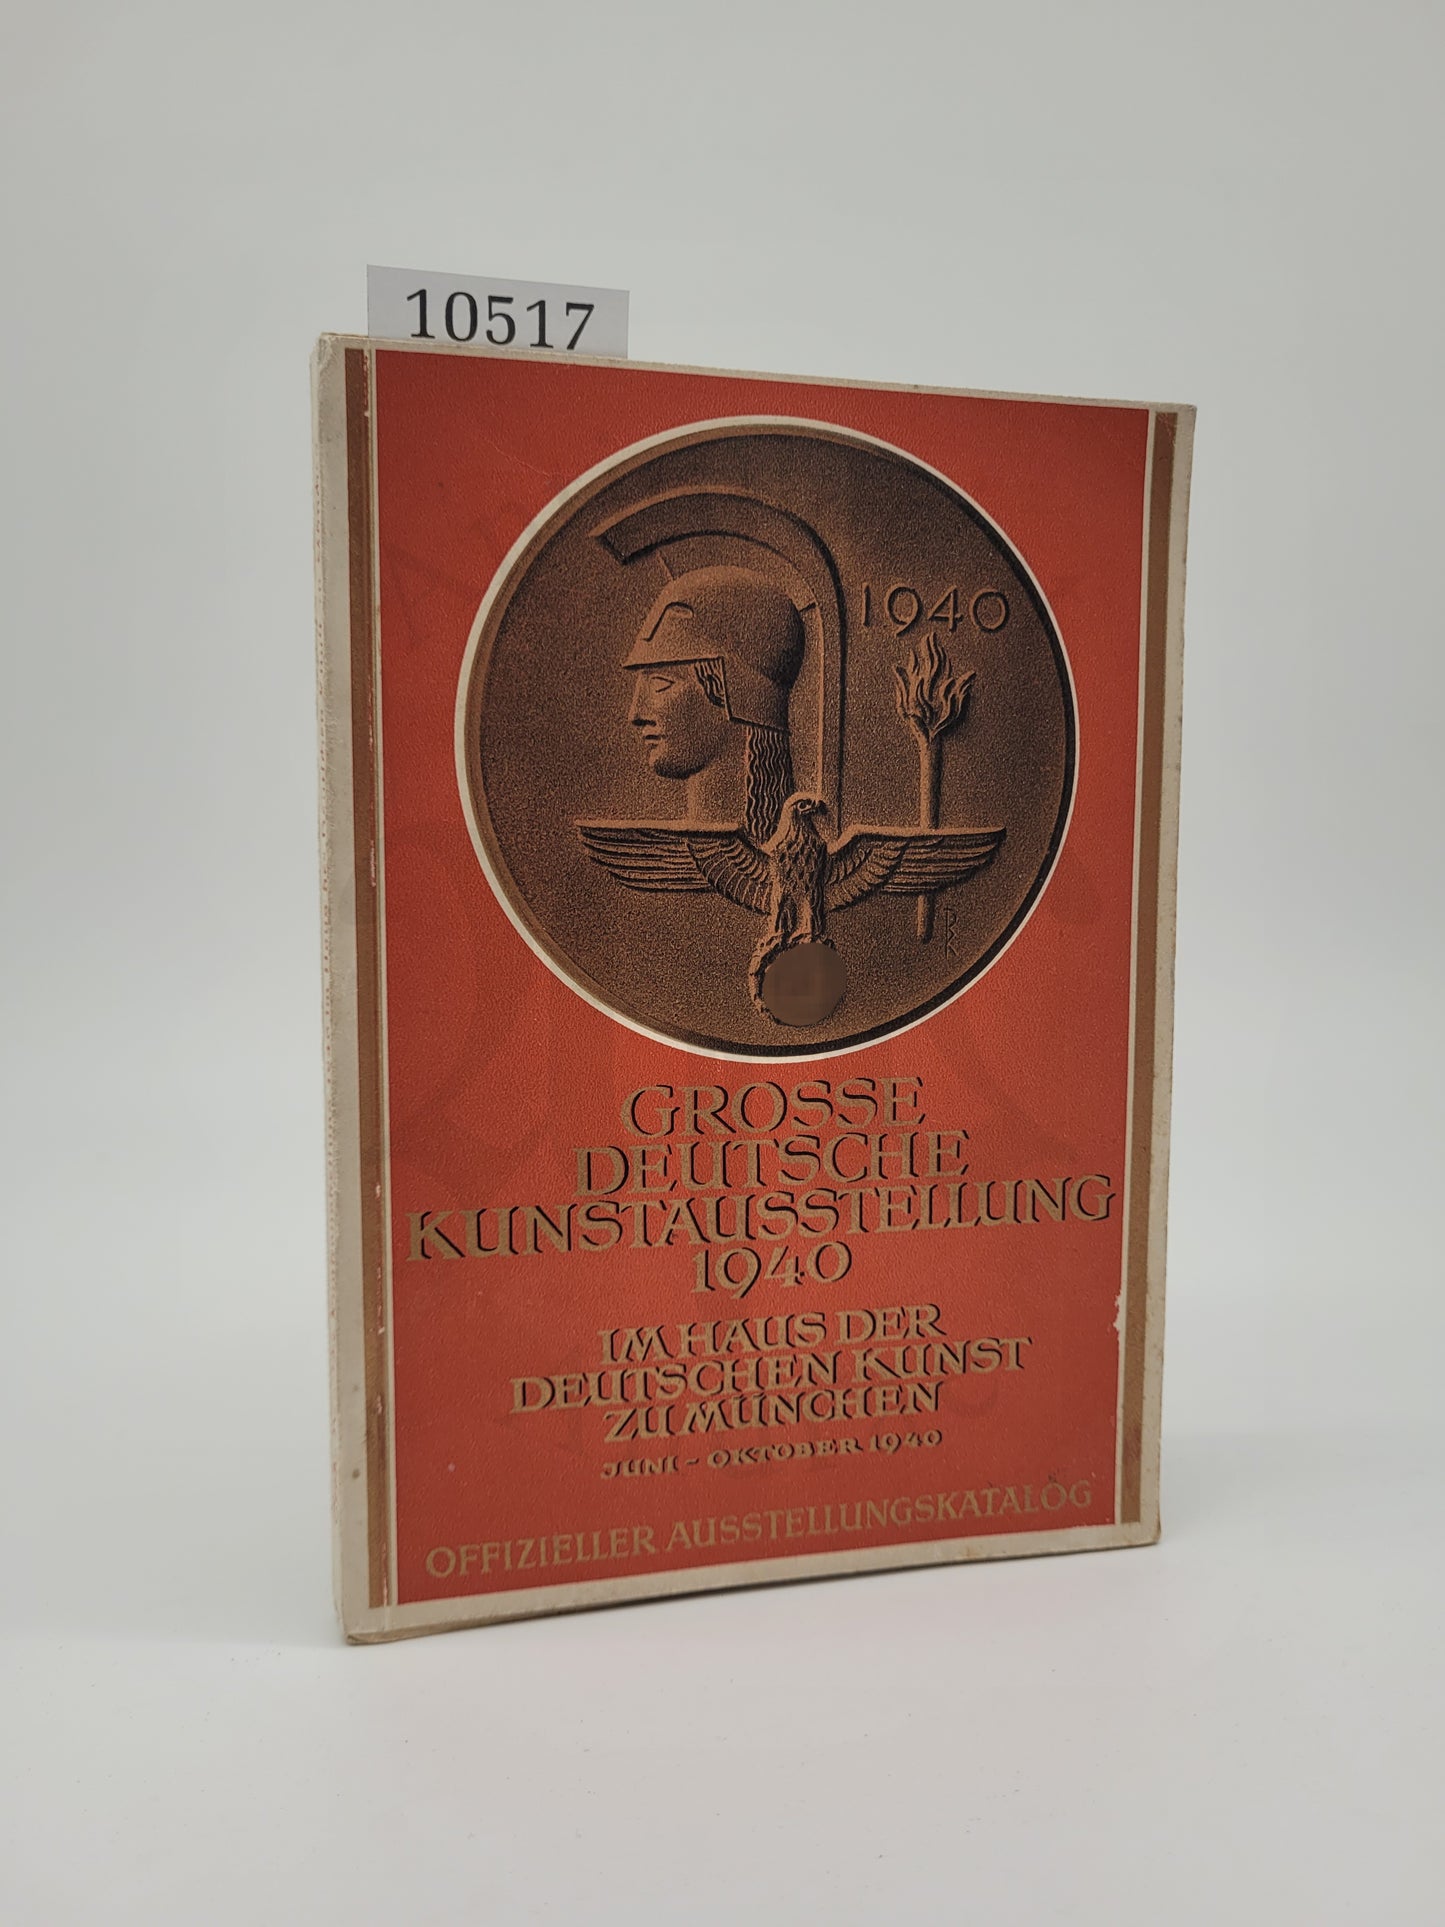 10517
1940
GROSSE
DEUTSCHE
KUNSTAUSSTELLUNG
1940
IM HAUS DER
DEUTSCHEN KUNST
ZU MÜNCHEN
JUNI - OKTOBER 1940
OFFIZIELLER AUSSTELLUNGSKATALOG